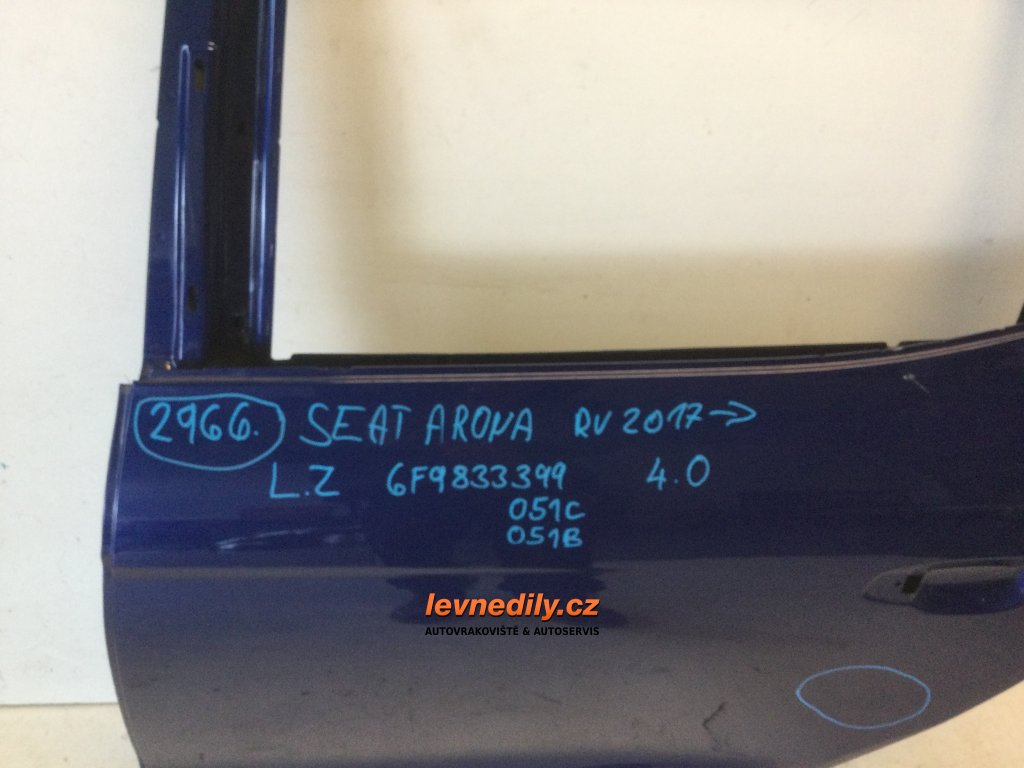 2966. SEAT ARONA RV 2017→
L.Z 6F9833399 4.0
051C
051B
levnedily.cz
AUTOVRAKOVIŠTĚ & AUTOSERVIS